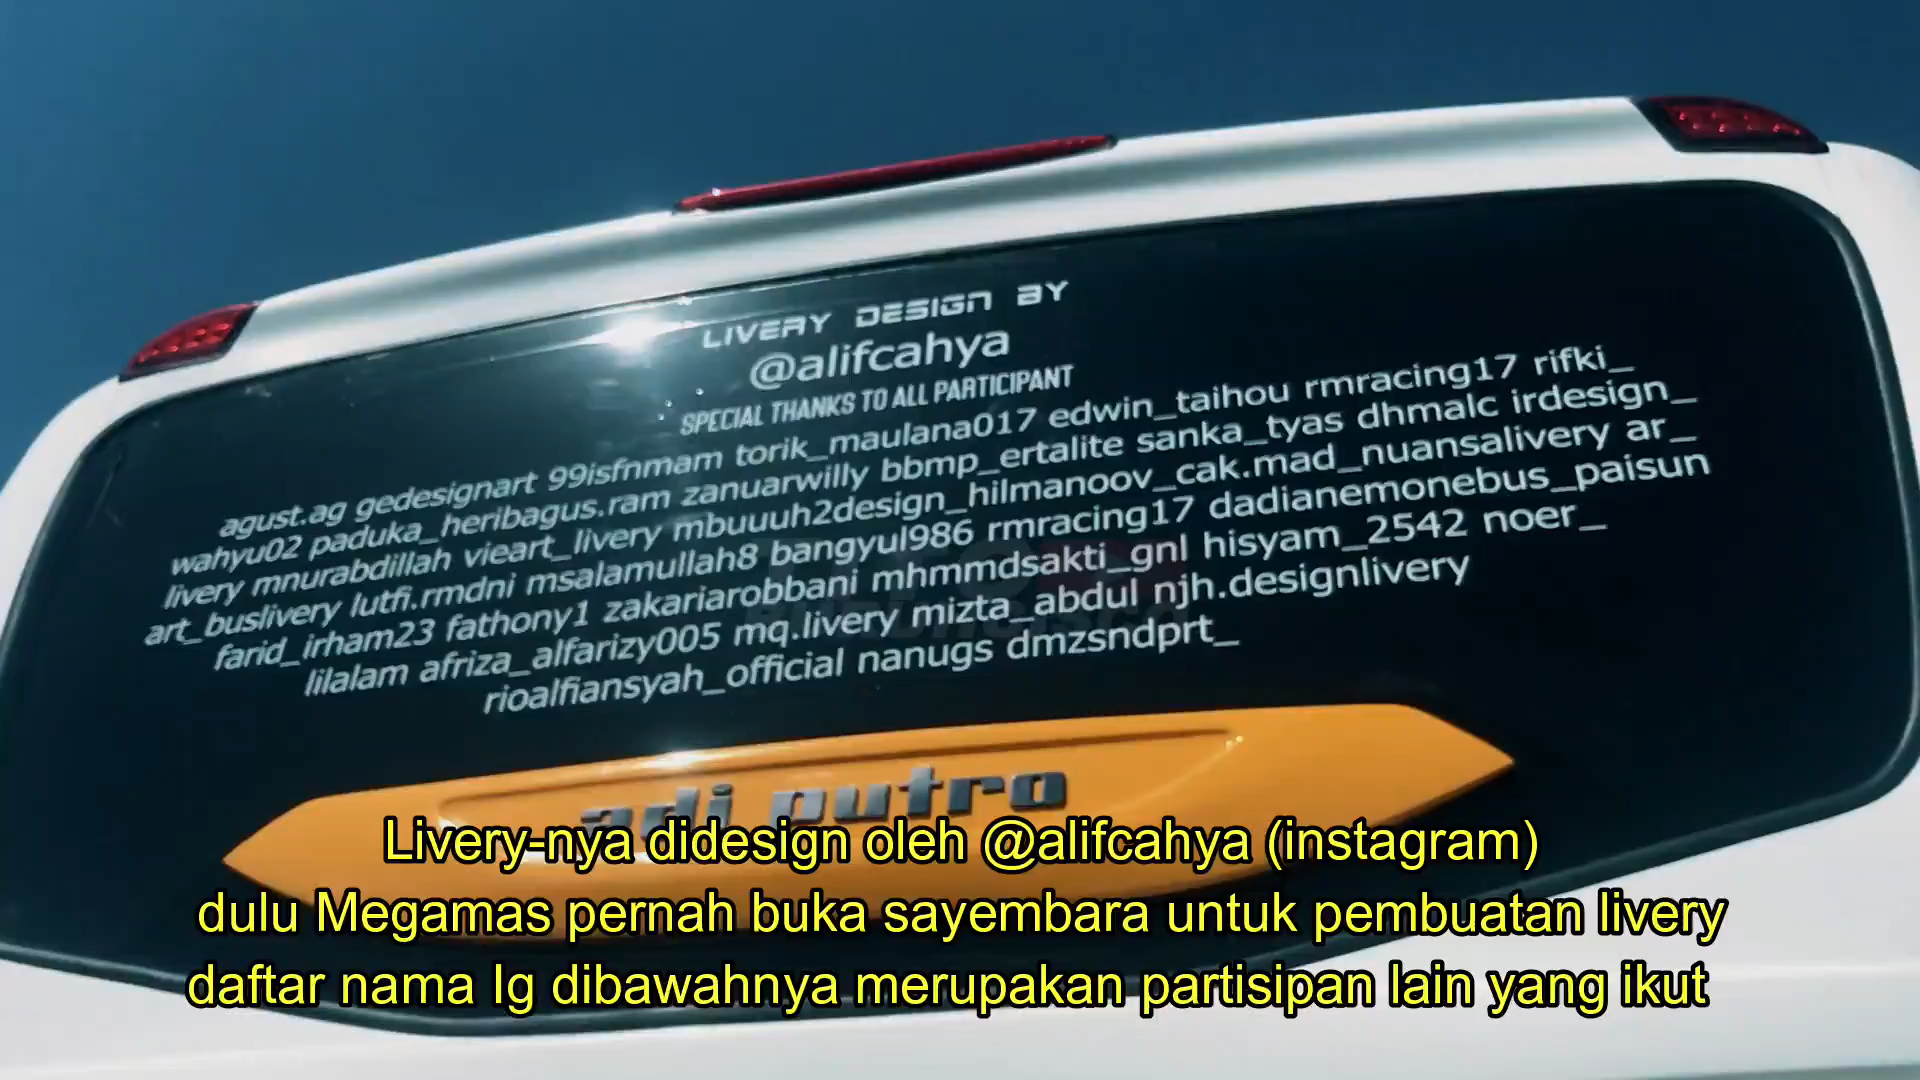 LIVERY DESIGN BY
@alifcahya
SPECIAL THANKS TO ALL PARTICIPANT
agust.ag gedesignart 99isfnmam torik_maulana017 edwin_taihou rmracing17 rifki_
wahyu02 paduka_heribagus.ram zanuarwilly bbmp_ertalite sanka_tyas dhmalc irdesign_
livery mnurabdillah vieart_livery mbuuuh2design_hilmanoov_cak.mad_nuansalivery ar_
art_buslivery lutfi.rmdni msalamullah8 bangyul986 rmracing17 dadianemonebus_paisun
farid_irham23 fathony1 zakariarobbani mhmmdsakti_gnl hisyam_2542 noer_
lilalam afriza_alfarizy005 mq.livery mizta_abdul njh.designlivery
rioalfiansyah_official nanugs dmzsndprt_
adi putro
Livery-nya didesign oleh @alifcahya (instagram)
dulu Megamas pernah buka sayembara untuk pembuatan livery
daftar nama Ig dibawahnya merupakan partisipan lain yang ikut